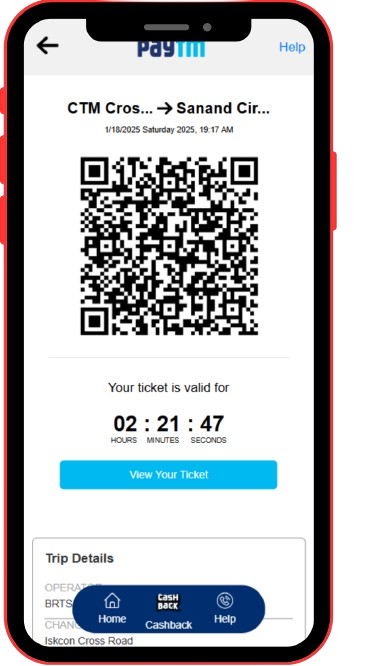 paytm
Help
CTM Cros... → Sanand Cir...
1/18/2025 Saturday 2025, 19:17 AM
Your ticket is valid for
02 : 21 : 47
HOURS MINUTES SECONDS
View Your Ticket
Trip Details
BRTS
Iskcon Cross Road
CASH
BACK
Home Cashback Help